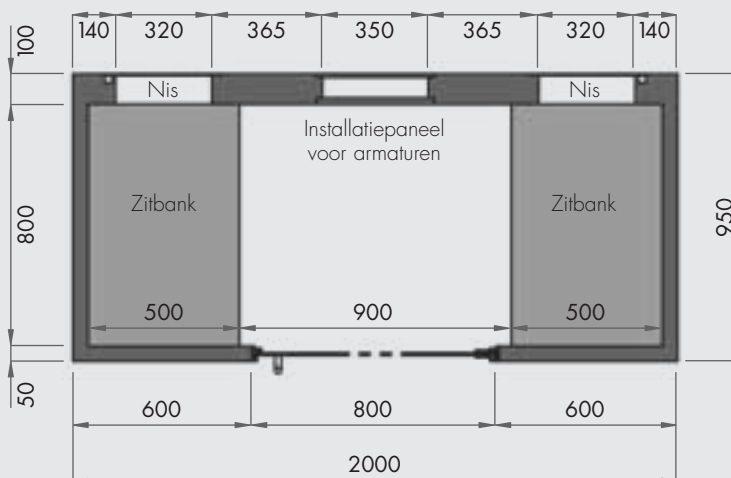 140 320 365 350 365 320 140
100
Nis
Nis
Installatiepaneel
voor armaturen
Zitbank
Zitbank
800
950
500 900 500
50
600 800 600
2000